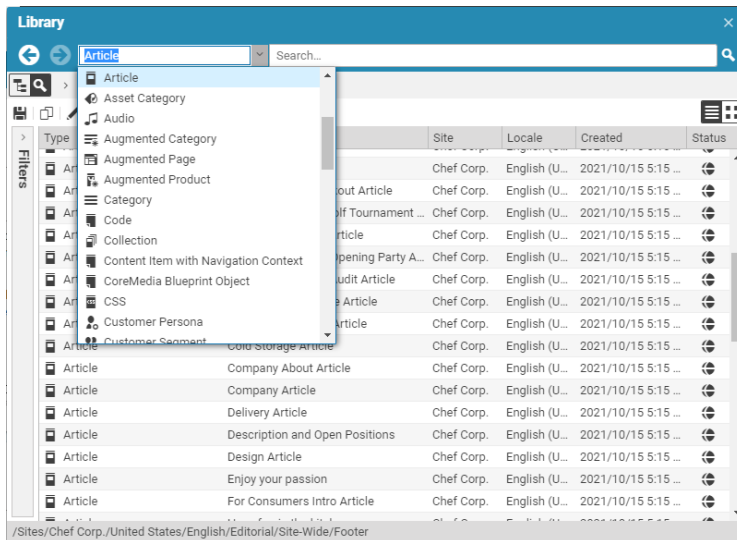 Library
Article
Search...
Article
Asset Category
Audio
Augmented Category
Augmented Page
Augmented Product
Category
Code
Collection
Content Item with Navigation Context
CoreMedia Blueprint Object
CSS
Customer Persona
Customer Segment
Filters
Type Site Locale Created Status
Chef Corp. English (U... 2021/10/15 5:15 ...
out Article Chef Corp. English (U... 2021/10/15 5:15 ...
olf Tournament ... Chef Corp. English (U... 2021/10/15 5:15 ...
rticle Chef Corp. English (U... 2021/10/15 5:15 ...
Opening Party A... Chef Corp. English (U... 2021/10/15 5:15 ...
udit Article Chef Corp. English (U... 2021/10/15 5:15 ...
e Article Chef Corp. English (U... 2021/10/15 5:15 ...
Article Chef Corp. English (U... 2021/10/15 5:15 ...
Article Cold Storage Article Chef Corp. English (U... 2021/10/15 5:15 ...
Article Company About Article Chef Corp. English (U... 2021/10/15 5:15 ...
Article Company Article Chef Corp. English (U... 2021/10/15 5:15 ...
Article Delivery Article Chef Corp. English (U... 2021/10/15 5:15 ...
Article Description and Open Positions Chef Corp. English (U... 2021/10/15 5:15 ...
Article Design Article Chef Corp. English (U... 2021/10/15 5:15 ...
Article Enjoy your passion Chef Corp. English (U... 2021/10/15 5:15 ...
Article For Consumers Intro Article Chef Corp. English (U... 2021/10/15 5:15 ...
/Sites/Chef Corp./United States/English/Editorial/Site-Wide/Footer